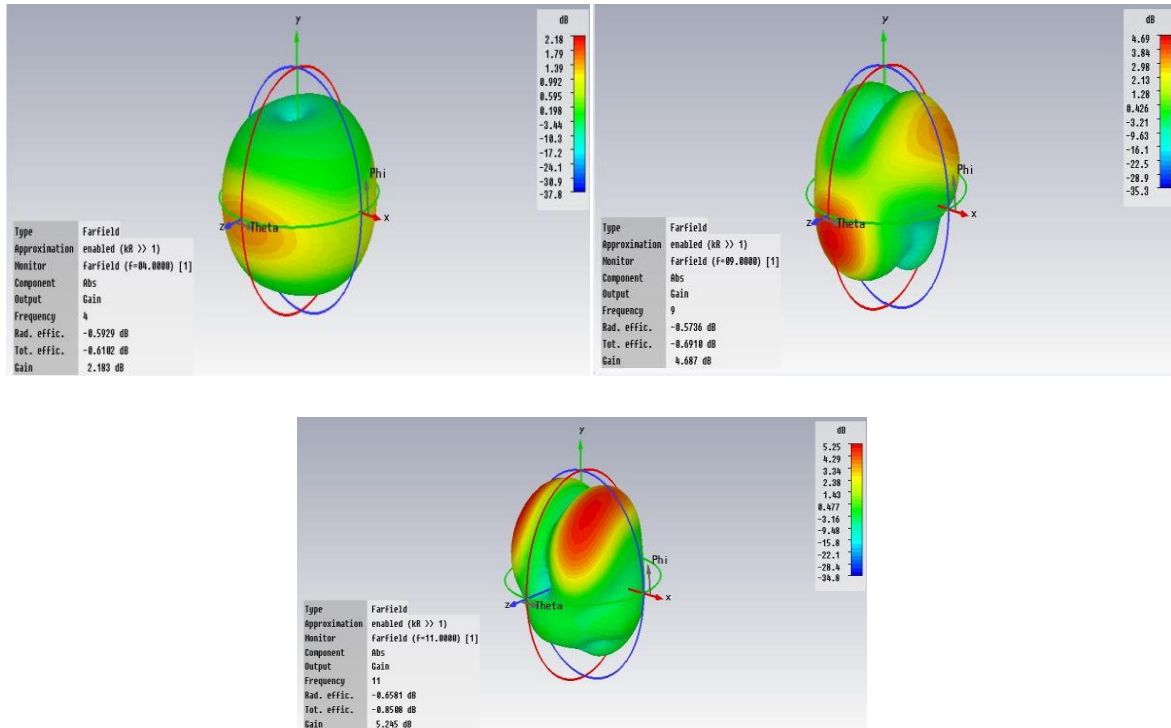 y
dB
2.18
1.79
1.39
0.992
0.595
0.198
-3.44
-10.3
-17.2
-24.1
-30.9
-37.8
Phi
x
z
Theta
Type Farfield
Approximation enabled (kR >> 1)
Monitor farfield (f=04.0000) [1]
Component Abs
Output Gain
Frequency 4
Rad. effic. -0.5929 dB
Tot. effic. -0.6102 dB
Gain 2.183 dB
y
dB
4.69
3.84
2.98
2.13
1.28
0.426
-3.21
-9.63
-16.1
-22.5
-28.9
-35.3
Phi
x
z
Theta
Type Farfield
Approximation enabled (kR >> 1)
Monitor farfield (f=09.0000) [1]
Component Abs
Output Gain
Frequency 9
Rad. effic. -0.5736 dB
Tot. effic. -0.6910 dB
Gain 4.687 dB
y
dB
5.25
4.29
3.34
2.38
1.43
0.477
-3.16
-9.48
-15.8
-22.1
-28.4
-34.8
Phi
x
z
Theta
Type Farfield
Approximation enabled (kR >> 1)
Monitor farfield (f=11.0000) [1]
Component Abs
Output Gain
Frequency 11
Rad. effic. -0.6581 dB
Tot. effic. -0.8508 dB
Gain 5.245 dB